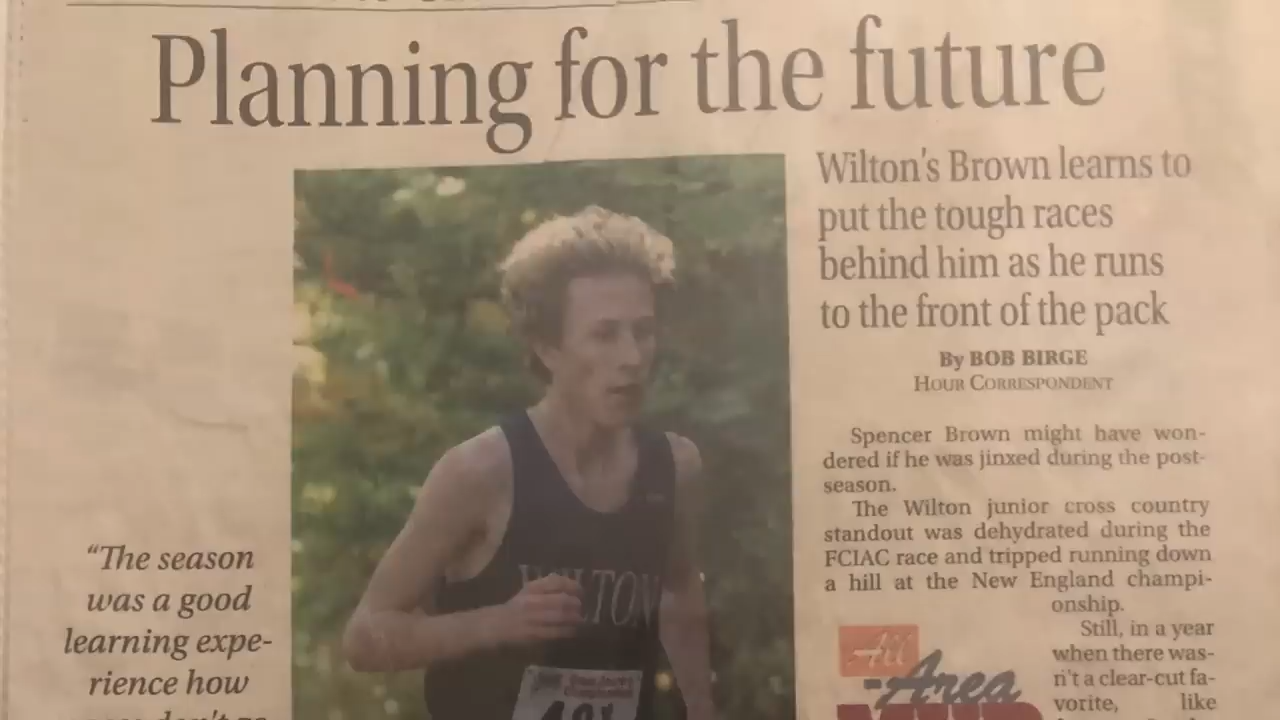 Planning for the future
Wilton's Brown learns to
put the tough races
behind him as he runs
to the front of the pack
By BOB BIRGE
HOUR CORRESPONDENT
Spencer Brown might have won-
dered if he was jinxed during the post-
season.
The Wilton junior cross country
standout was dehydrated during the
FCIAC race and tripped running down
a hill at the New England champi-
onship.
Still, in a year
when there was-
n't a clear-cut fa-
vorite, like
All
-Area
"The season
was a good
learning expe-
rience how
WILTON